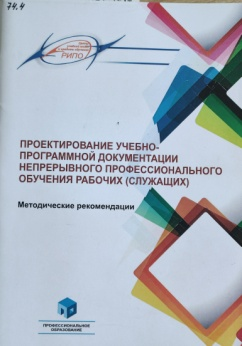 74.4
РИПО
ПРОЕКТИРОВАНИЕ УЧЕБНО-
ПРОГРАММНОЙ ДОКУМЕНТАЦИИ
НЕПРЕРЫВНОГО ПРОФЕССИОНАЛЬНОГО
ОБУЧЕНИЯ РАБОЧИХ (СЛУЖАЩИХ)
Методические рекомендации
ПРОФЕССИОНАЛЬНОЕ
ОБРАЗОВАНИЕ